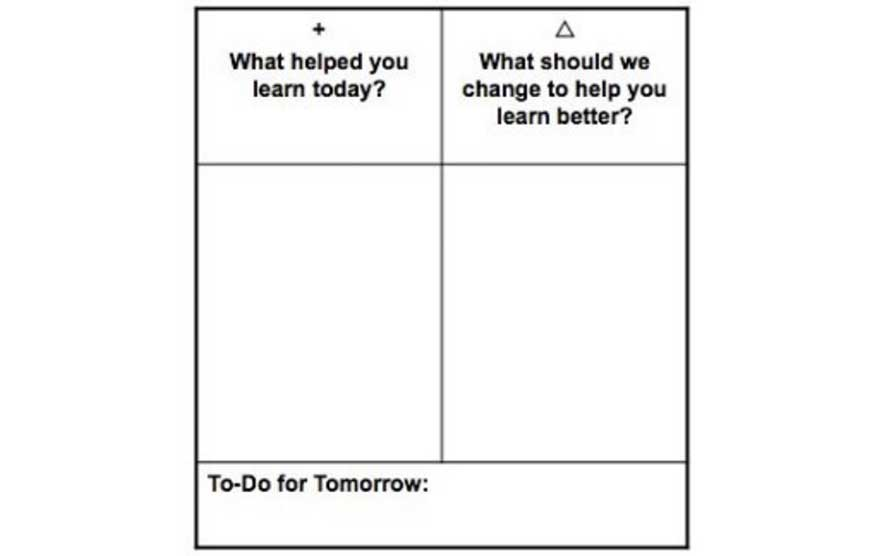 +
What helped you
learn today?
△
What should we
change to help you
learn better?
To-Do for Tomorrow: